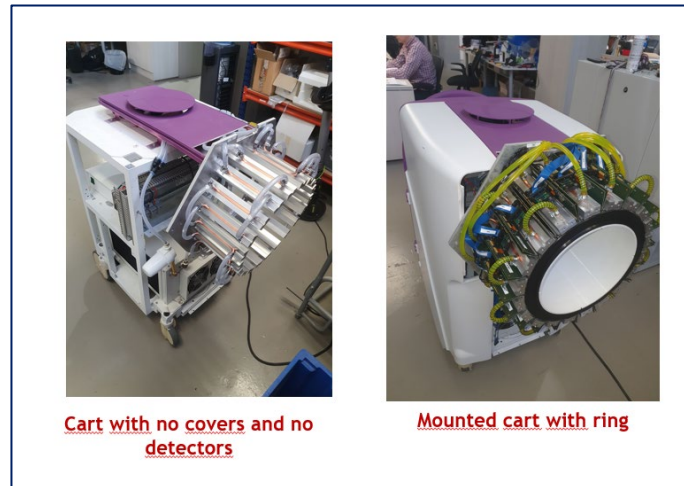 Cart with no covers and no
detectors
Mounted cart with ring